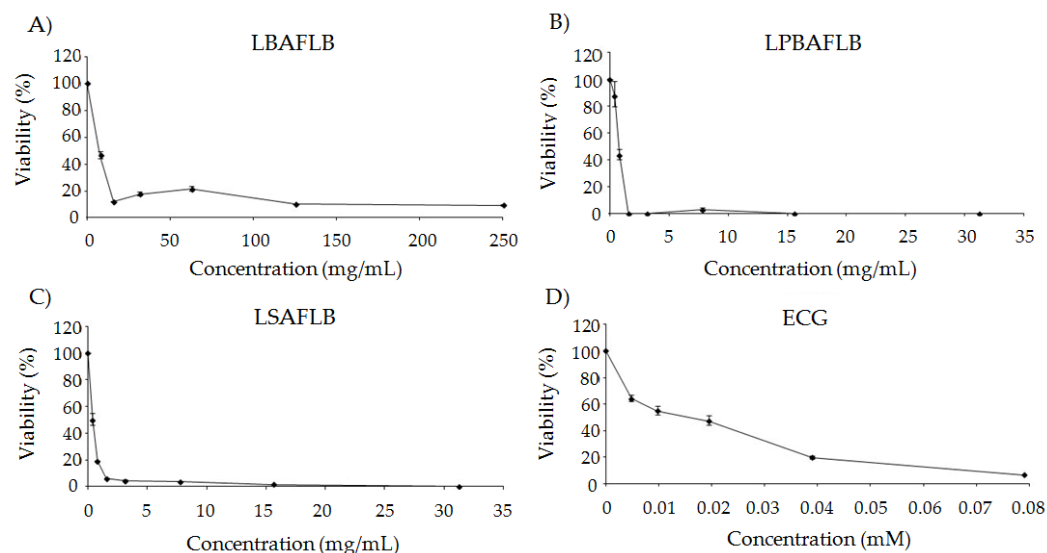 A)
LBAFLB
Viability (%)
120
100
80
60
40
20
0
0 50 100 150 200 250
Concentration (mg/mL)
B)
LPBAFLB
Viability (%)
120
100
80
60
40
20
0
0 5 10 15 20 25 30 35
Concentration (mg/mL)
C)
LSAFLB
Viability (%)
120
100
80
60
40
20
0
0 5 10 15 20 25 30 35
Concentration (mg/mL)
D)
ECG
Viability (%)
120
100
80
60
40
20
0
0 0.01 0.02 0.03 0.04 0.05 0.06 0.07 0.08
Concentration (mM)